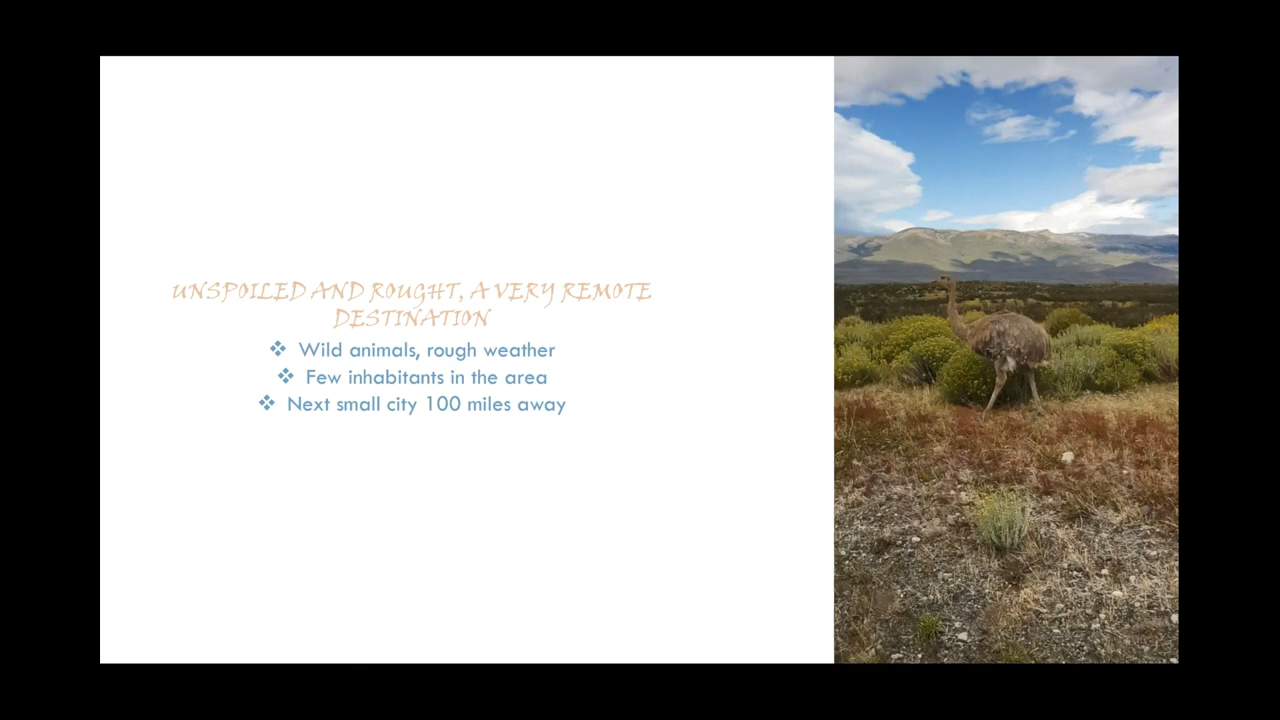 UNSPOILED AND ROUGHT, A VERY REMOTE
DESTINATION
❖ Wild animals, rough weather
❖ Few inhabitants in the area
❖ Next small city 100 miles away